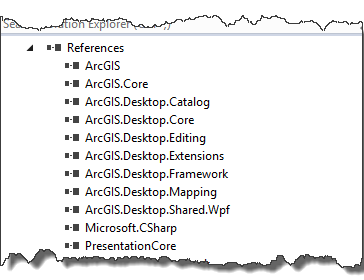 References
ArcGIS
ArcGIS.Core
ArcGIS.Desktop.Catalog
ArcGIS.Desktop.Core
ArcGIS.Desktop.Editing
ArcGIS.Desktop.Extensions
ArcGIS.Desktop.Framework
ArcGIS.Desktop.Mapping
ArcGIS.Desktop.Shared.Wpf
Microsoft.CSharp
PresentationCore